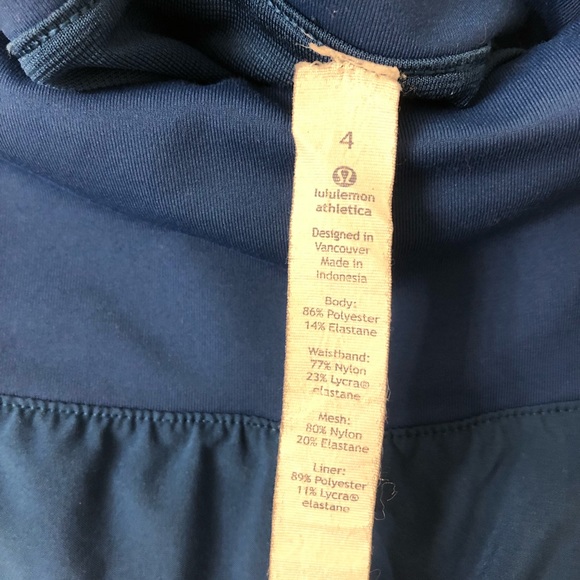 4
lululemon
athletica
Designed in
Vancouver
Made in
Indonesia
Body:
86% Polyester
14% Elastane
Waistband:
77% Nylon
23% Lycra®
elastane
Mesh:
80% Nylon
20% Elastane
Liner:
89% Polyester
11% Lycra®
elastane